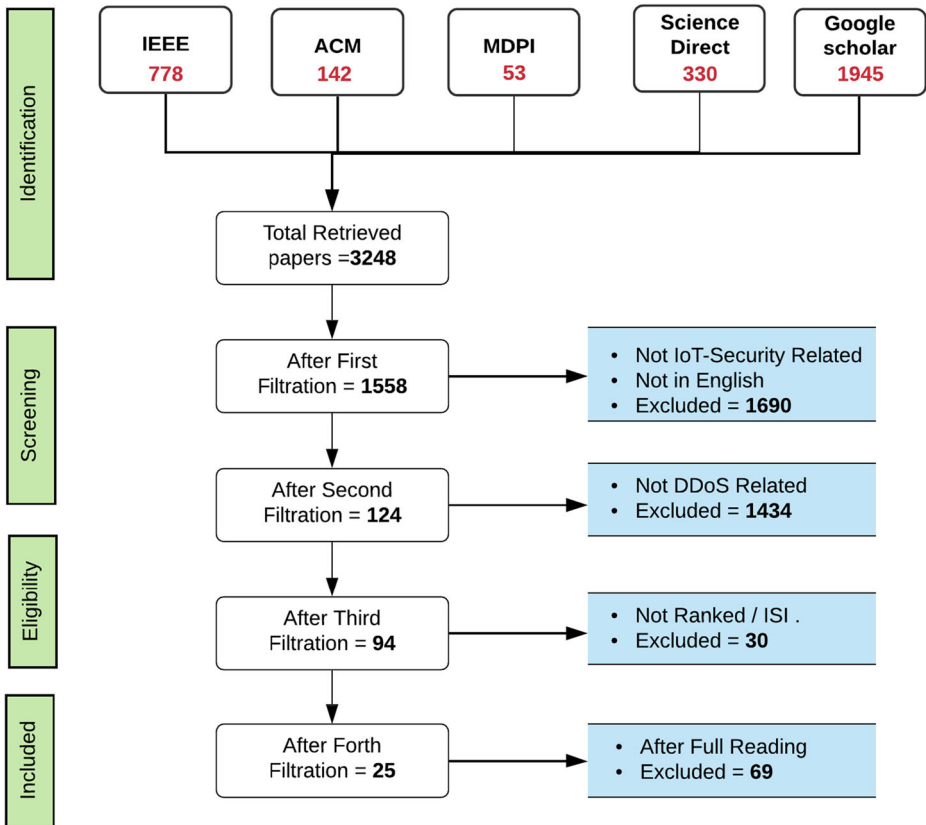 Identification
IEEE
778
ACM
142
MDPI
53
Science
Direct
330
Google
scholar
1945
Total Retrieved
papers =3248
Screening
After First
Filtration = 1558
• Not IoT-Security Related
• Not in English
• Excluded = 1690
After Second
Filtration = 124
• Not DDoS Related
• Excluded = 1434
Eligibility
After Third
Filtration = 94
• Not Ranked / ISI .
• Excluded = 30
Included
After Forth
Filtration = 25
• After Full Reading
• Excluded = 69